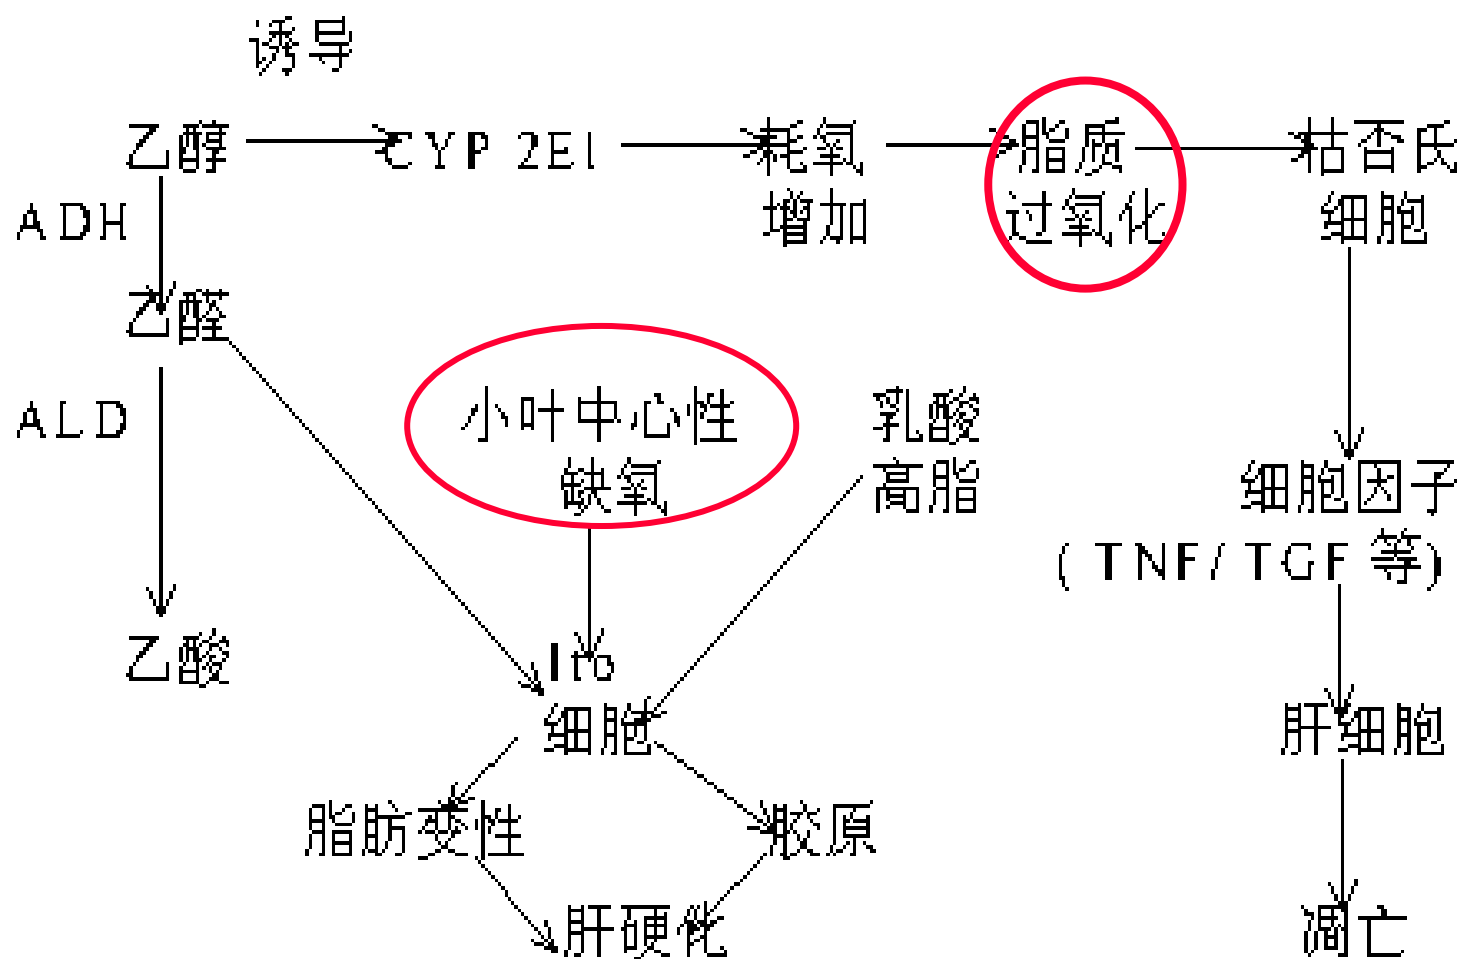 诱导
乙醇 CYP 2E1 耗氧 脂质 枯否氏
ADH 增加 过氧化 细胞
乙醛
ALD 小叶中心性 乳酸
缺氧 高脂 细胞因子
( TNF/ TGF 等)
乙酸 Ito
细胞 肝细胞
脂肪变性 胶原
肝硬化 凋亡